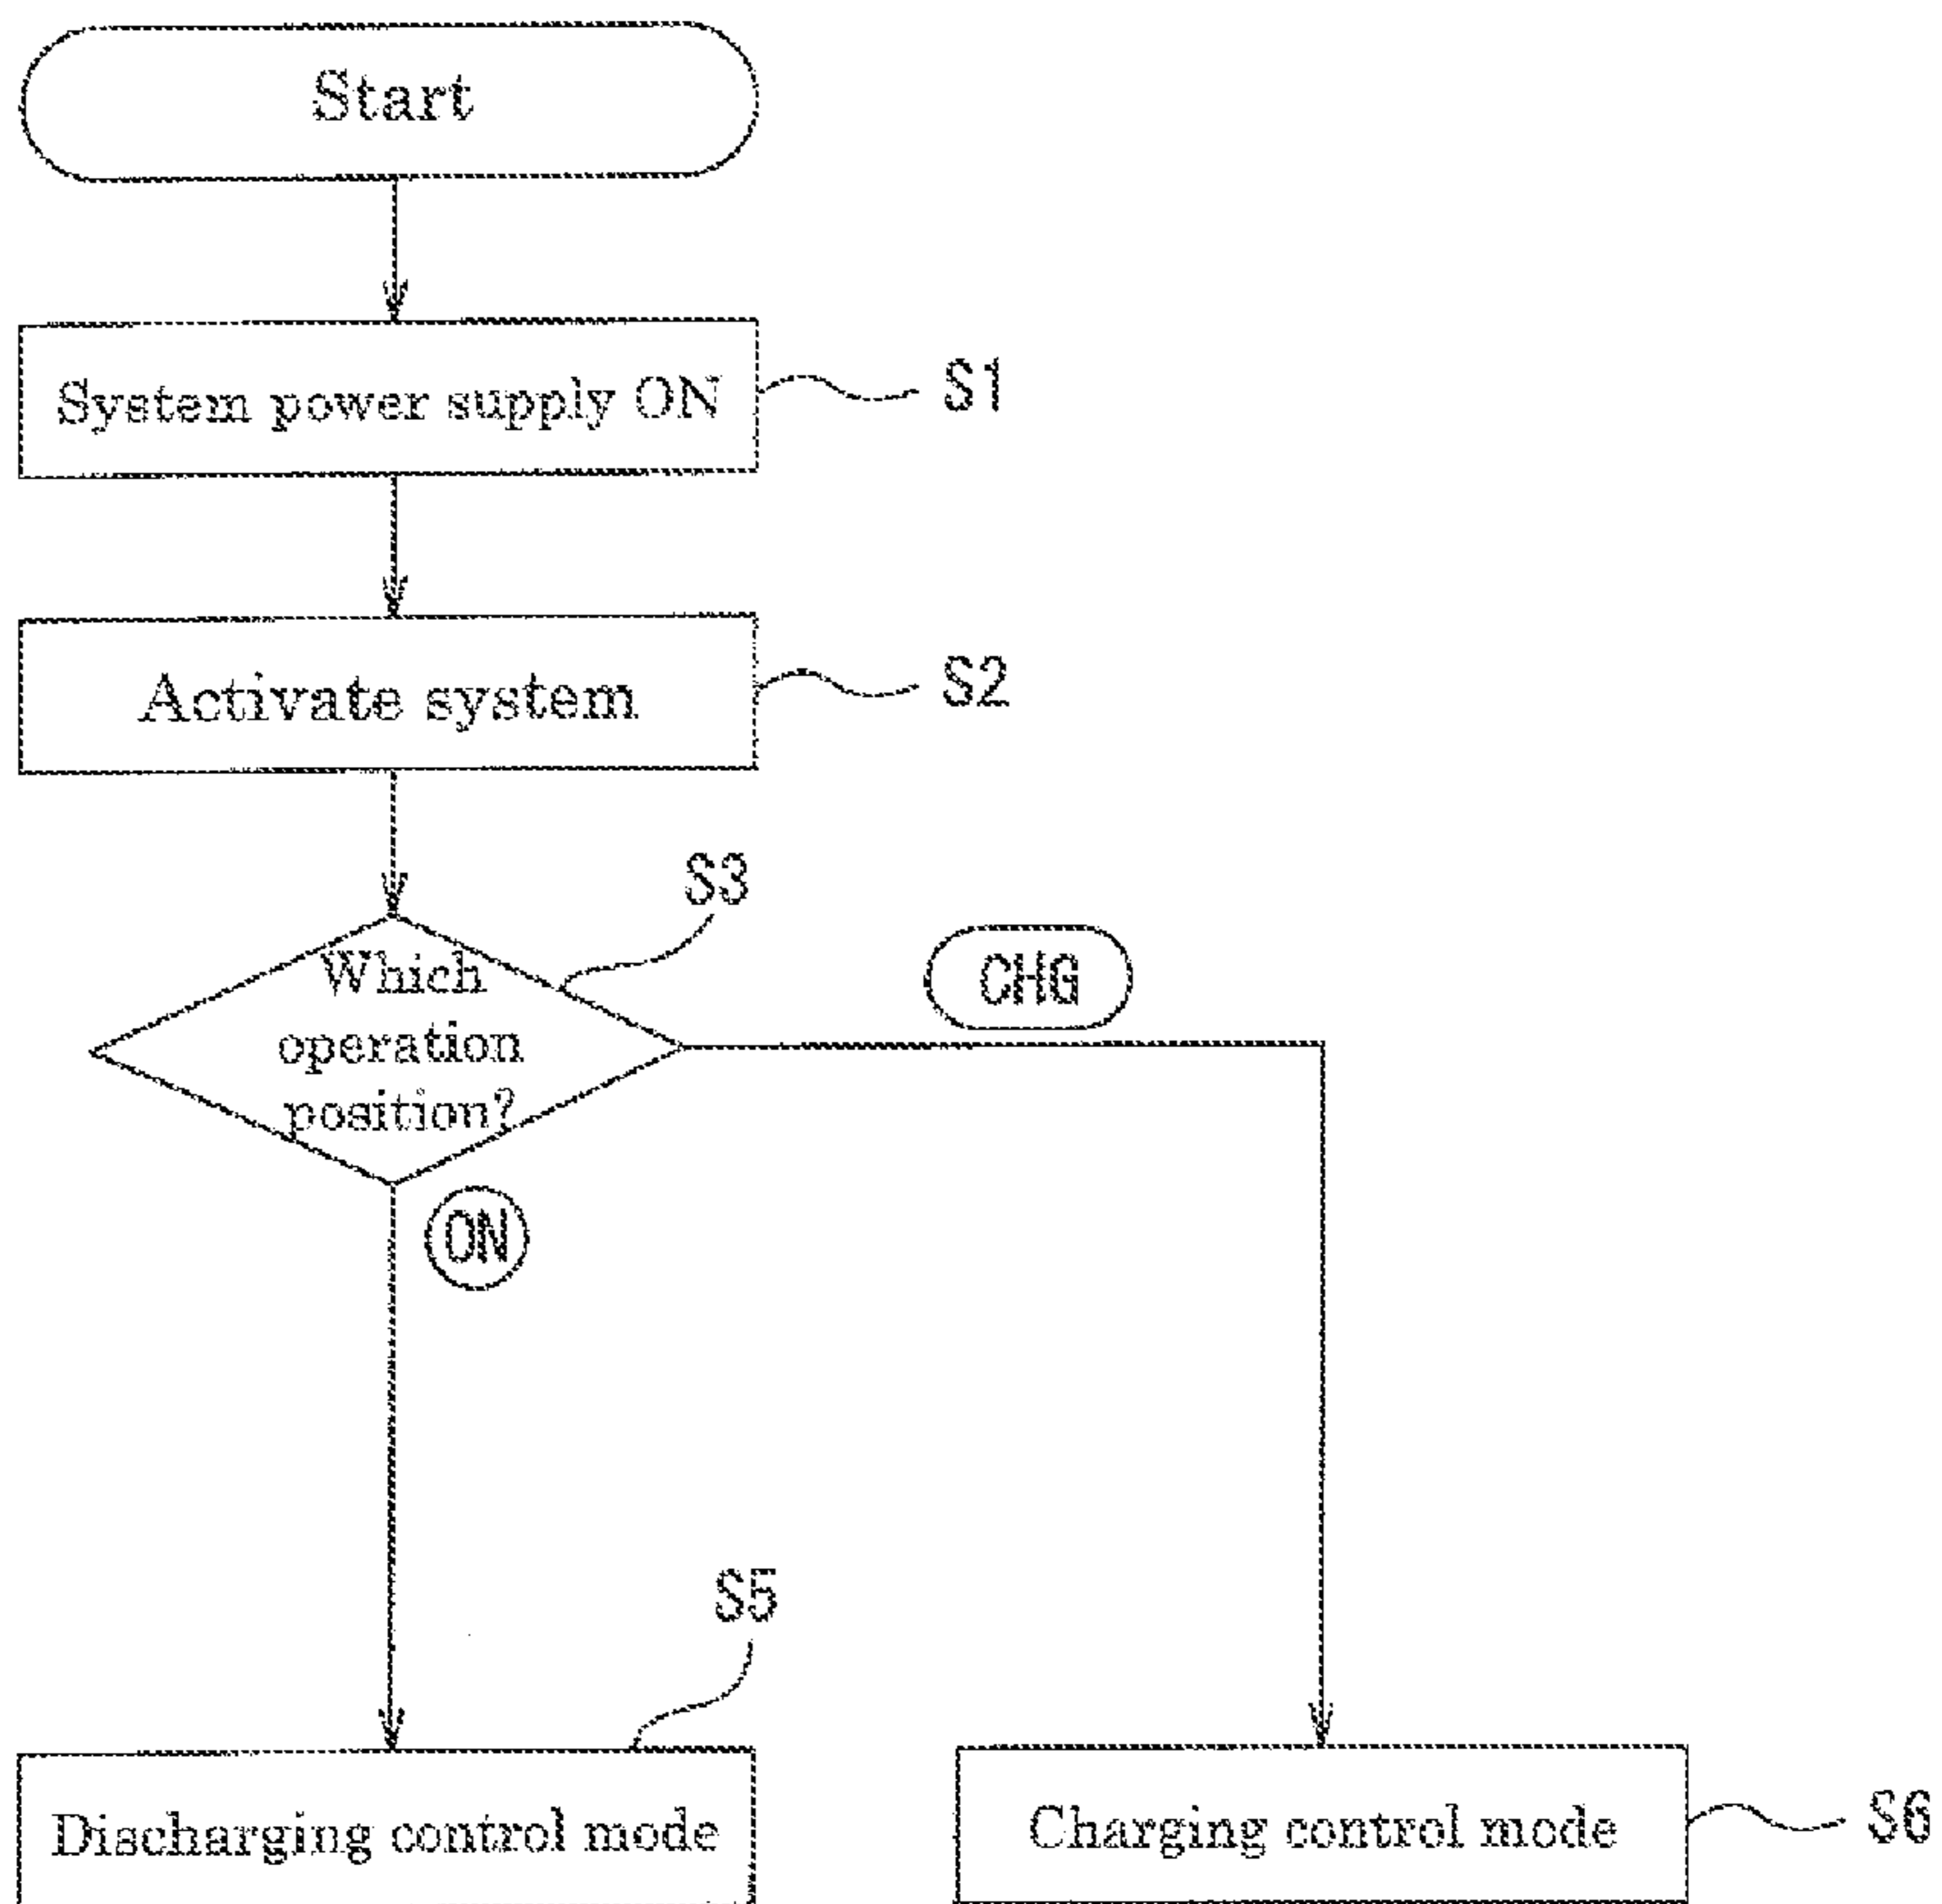 Start
System power supply ON
S1
Activate system
S2
S3
Which
operation
position?
CHG
ON
S5
Discharging control mode
Charging control mode
S6